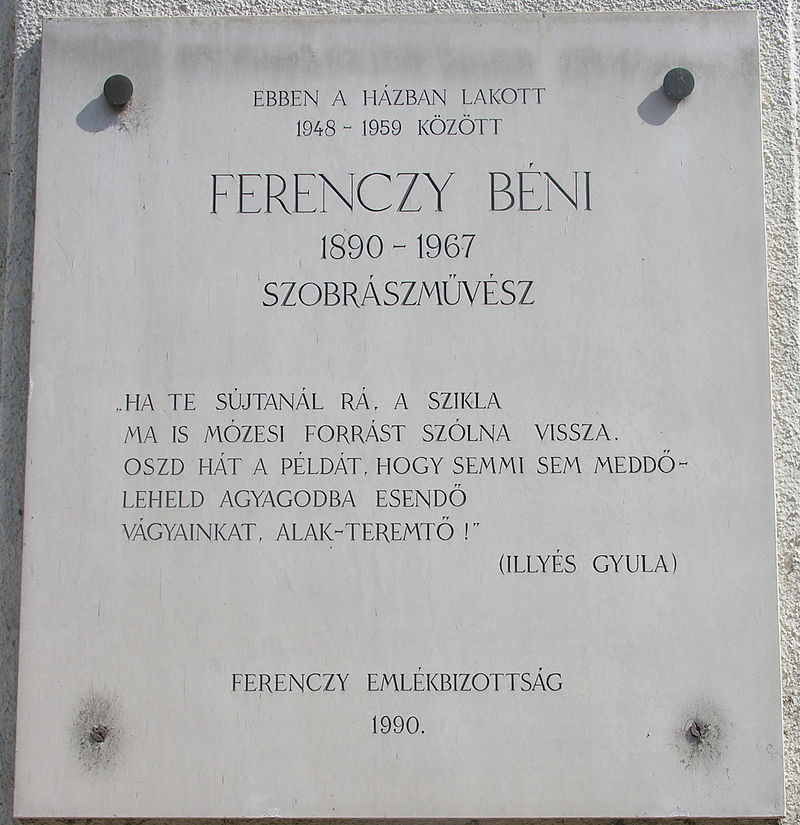 EBBEN A HÁZBAN LAKOTT
1948 - 1959 KÖZÖTT
FERENCZY BÉNI
1890 - 1967
SZOBRÁSZMŰVÉSZ
„HA TE SÚJTANÁL RÁ, A SZIKLA
MA IS MÓZESI FORRÁST SZÓLNA VISSZA.
OSZD HÁT A PÉLDÁT, HOGY SEMMI SEM MEDDŐ-
LEHELD AGYAGODBA ESENDŐ
VÁGYAINKAT, ALAK-TEREMTŐ!”
(ILLYÉS GYULA)
FERENCZY EMLÉKBIZOTTSÁG
1990.